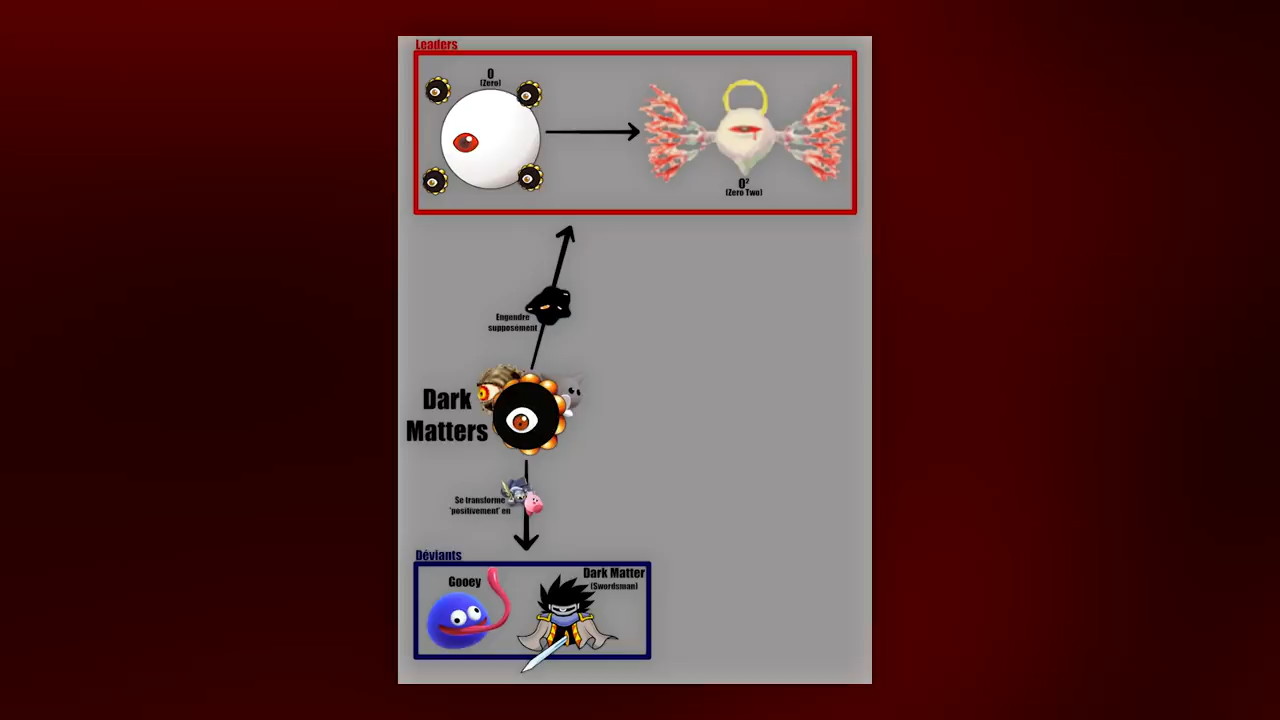 Leaders
0
(Zero)
0²
(Zero Two)
Engendre
supposément
Dark
Matters
Se transforme
'positivement' en
Déviants
Gooey
Dark Matter
(Swordsman)